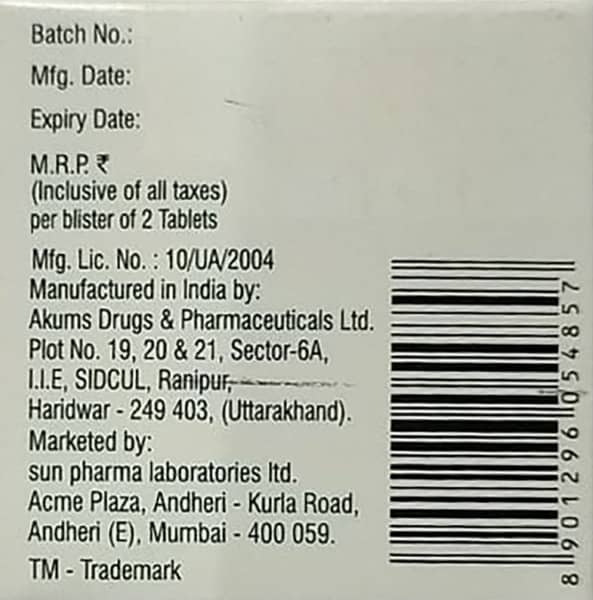 Batch No.:
Mfg. Date:
Expiry Date:
M.R.P. ₹
(Inclusive of all taxes)
per blister of 2 Tablets
Mfg. Lic. No. : 10/UA/2004
Manufactured in India by:
Akums Drugs & Pharmaceuticals Ltd.
Plot No. 19, 20 & 21, Sector-6A,
I.I.E, SIDCUL, Ranipur,
Haridwar - 249 403, (Uttarakhand).
Marketed by:
sun pharma laboratories ltd.
Acme Plaza, Andheri - Kurla Road,
Andheri (E), Mumbai - 400 059.
TM - Trademark
8 901296 054857